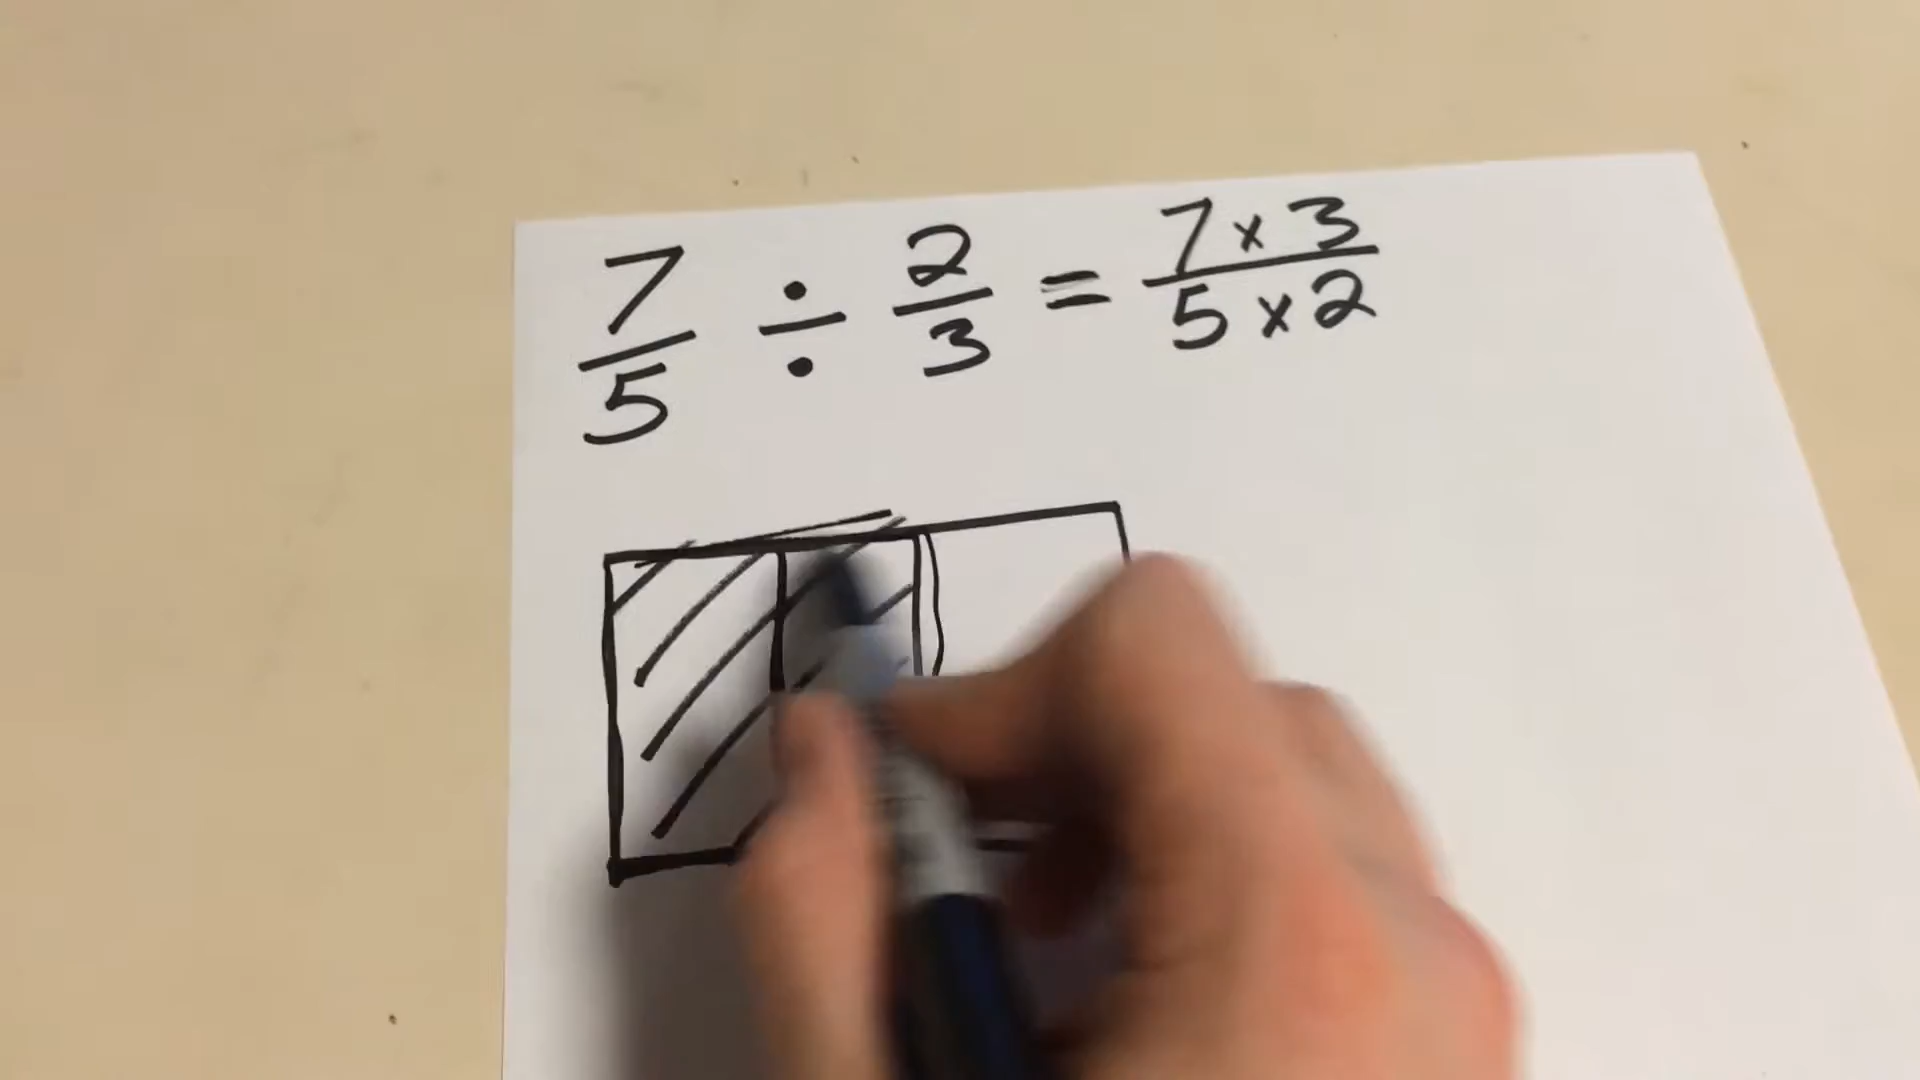 7/5 ÷ 2/3 = 7 x 3/5 x 2